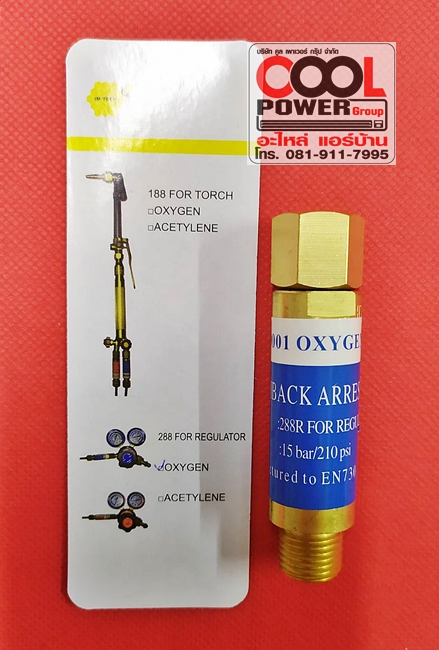 บริษัท คูล เพาเวอร์ กรุ๊ป จำกัด
COOL
POWER Group
อะไหล่ แอร์บ้าน
โทร. 081-911-7995
188 FOR TORCH
OXYGEN
ACETYLENE
288 FOR REGULATOR
OXYGEN
ACETYLENE
001 OXYGE
BACK ARRES
:288R FOR REGU
:15 bar/210 psi
ctured to EN730